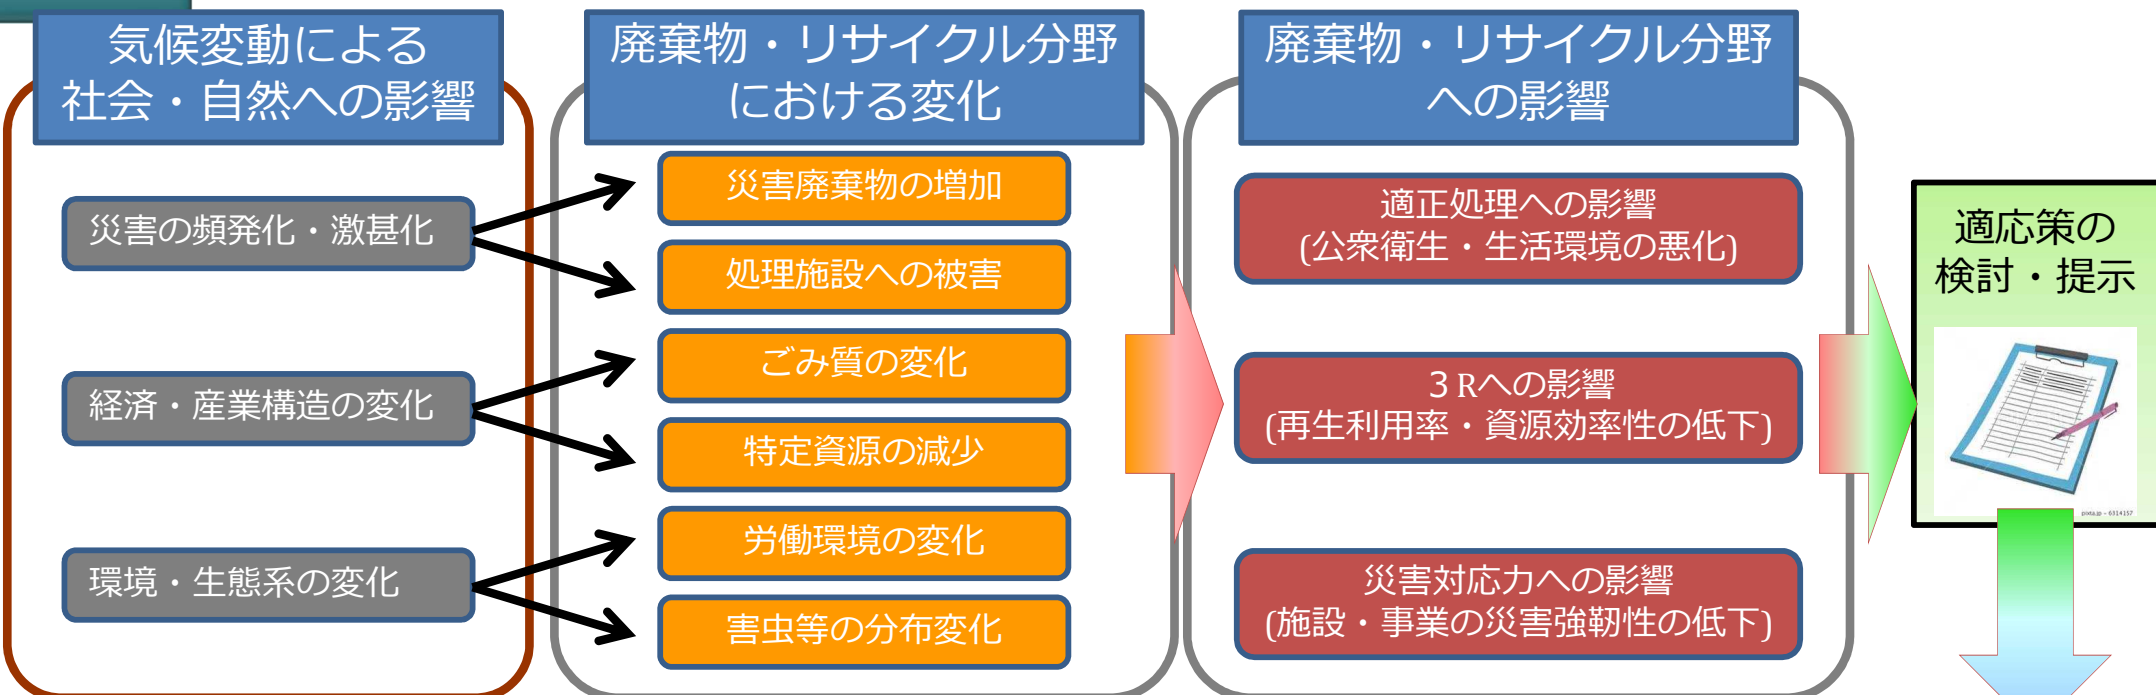 気候変動による
社会・自然への影響
廃棄物・リサイクル分野
における変化
廃棄物・リサイクル分野
への影響
災害の頻発化・激甚化
経済・産業構造の変化
環境・生態系の変化
災害廃棄物の増加
処理施設への被害
ごみ質の変化
特定資源の減少
労働環境の変化
害虫等の分布変化
適正処理への影響
(公衆衛生・生活環境の悪化)
３Rへの影響
(再生利用率・資源効率性の低下)
災害対応力への影響
(施設・事業の災害強靭性の低下)
適応策の
検討・提示
pixta.jp - 6314157